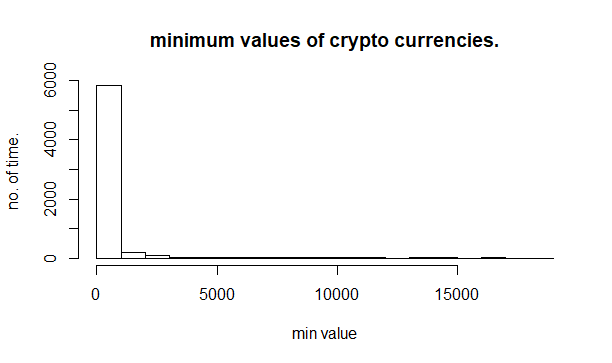 minimum values of crypto currencies.
no. of time.
6000
4000
2000
0
0 5000 10000 15000
min value